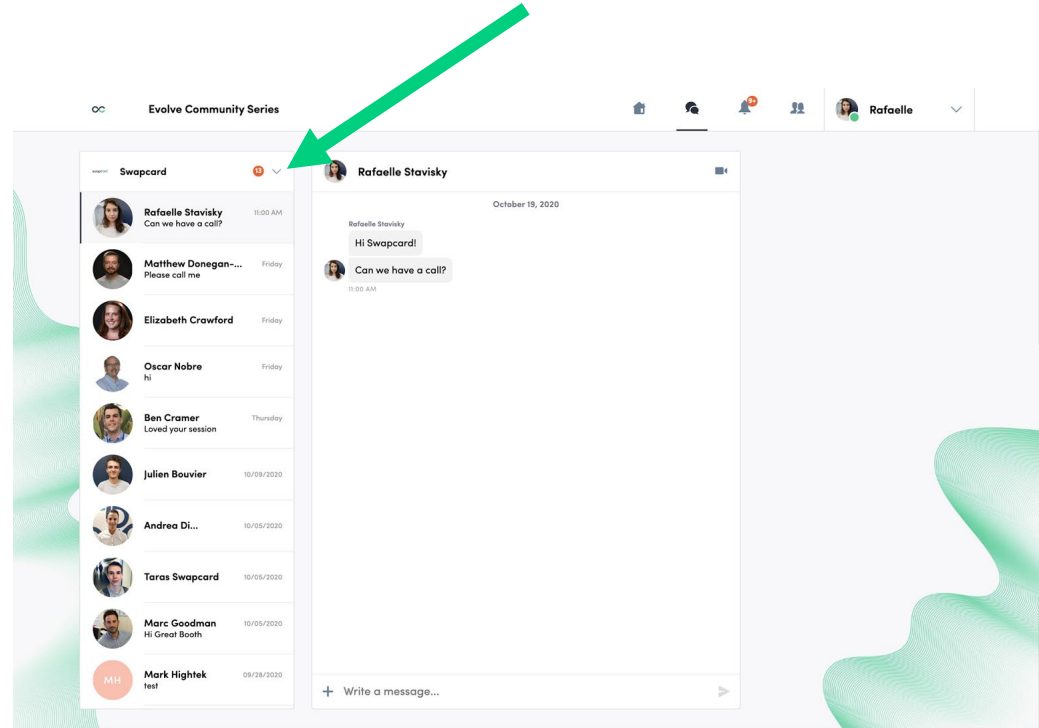 Evolve Community Series
9+
Rafaelle
Swapcard
13
Rafaelle Stavisky
11:00 AM
Can we have a call?
Matthew Donegan-...
Friday
Please call me
Elizabeth Crawford
Friday
Oscar Nobre
Friday
hi
Ben Cramer
Thursday
Loved your session
Julien Bouvier
10/09/2020
Andrea Di...
10/05/2020
Taras Swapcard
10/05/2020
Marc Goodman
10/05/2020
Hi Great Booth
MH
Mark Hightek
09/28/2020
test
Rafaelle Stavisky
October 19, 2020
Rafaelle Stavisky
Hi Swapcard!
Can we have a call?
11:00 AM
+ Write a message...